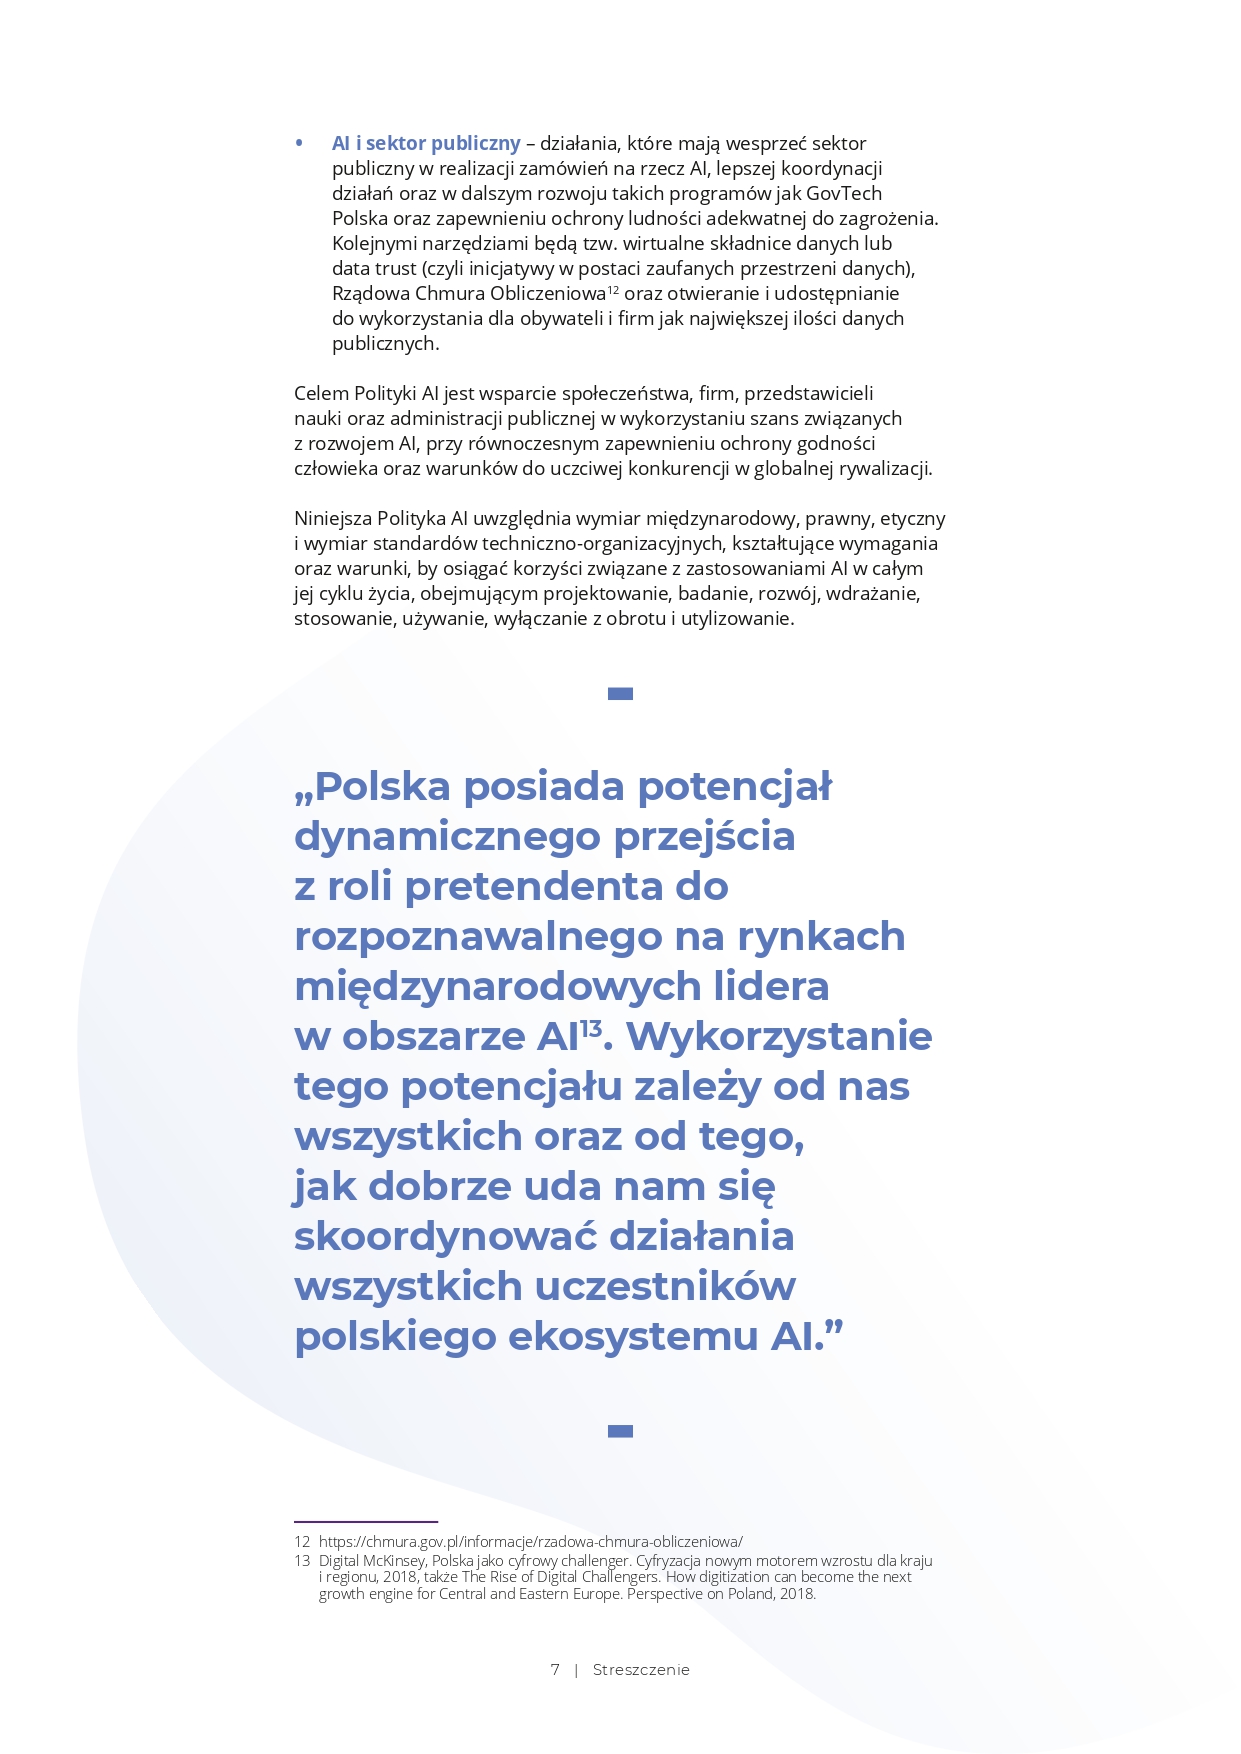 • AI i sektor publiczny – działania, które mają wesprzeć sektor
publiczny w realizacji zamówień na rzecz AI, lepszej koordynacji
działań oraz w dalszym rozwoju takich programów jak GovTech
Polska oraz zapewnieniu ochrony ludności adekwatnej do zagrożenia.
Kolejnymi narzędziami będą tzw. wirtualne składnice danych lub
data trust (czyli inicjatywy w postaci zaufanych przestrzeni danych),
Rządowa Chmura Obliczeniowa¹² oraz otwieranie i udostępnianie
do wykorzystania dla obywateli i firm jak największej ilości danych
publicznych.
Celem Polityki AI jest wsparcie społeczeństwa, firm, przedstawicieli
nauki oraz administracji publicznej w wykorzystaniu szans związanych
z rozwojem AI, przy równoczesnym zapewnieniu ochrony godności
człowieka oraz warunków do uczciwej konkurencji w globalnej rywalizacji.
Niniejsza Polityka AI uwzględnia wymiar międzynarodowy, prawny, etyczny
i wymiar standardów techniczno-organizacyjnych, kształtujące wymagania
oraz warunki, by osiągać korzyści związane z zastosowaniami AI w całym
jej cyklu życia, obejmującym projektowanie, badanie, rozwój, wdrażanie,
stosowanie, używanie, wyłączanie z obrotu i utylizowanie.
„Polska posiada potencjał
dynamicznego przejścia
z roli pretendenta do
rozpoznawalnego na rynkach
międzynarodowych lidera
w obszarze AI¹³. Wykorzystanie
tego potencjału zależy od nas
wszystkich oraz od tego,
jak dobrze uda nam się
skoordynować działania
wszystkich uczestników
polskiego ekosystemu AI.”
12 https://chmura.gov.pl/informacje/rzadowa-chmura-obliczeniowa/
13 Digital McKinsey, Polska jako cyfrowy challenger. Cyfryzacja nowym motorem wzrostu dla kraju
i regionu, 2018, także The Rise of Digital Challengers. How digitization can become the next
growth engine for Central and Eastern Europe. Perspective on Poland, 2018.
7 | Streszczenie